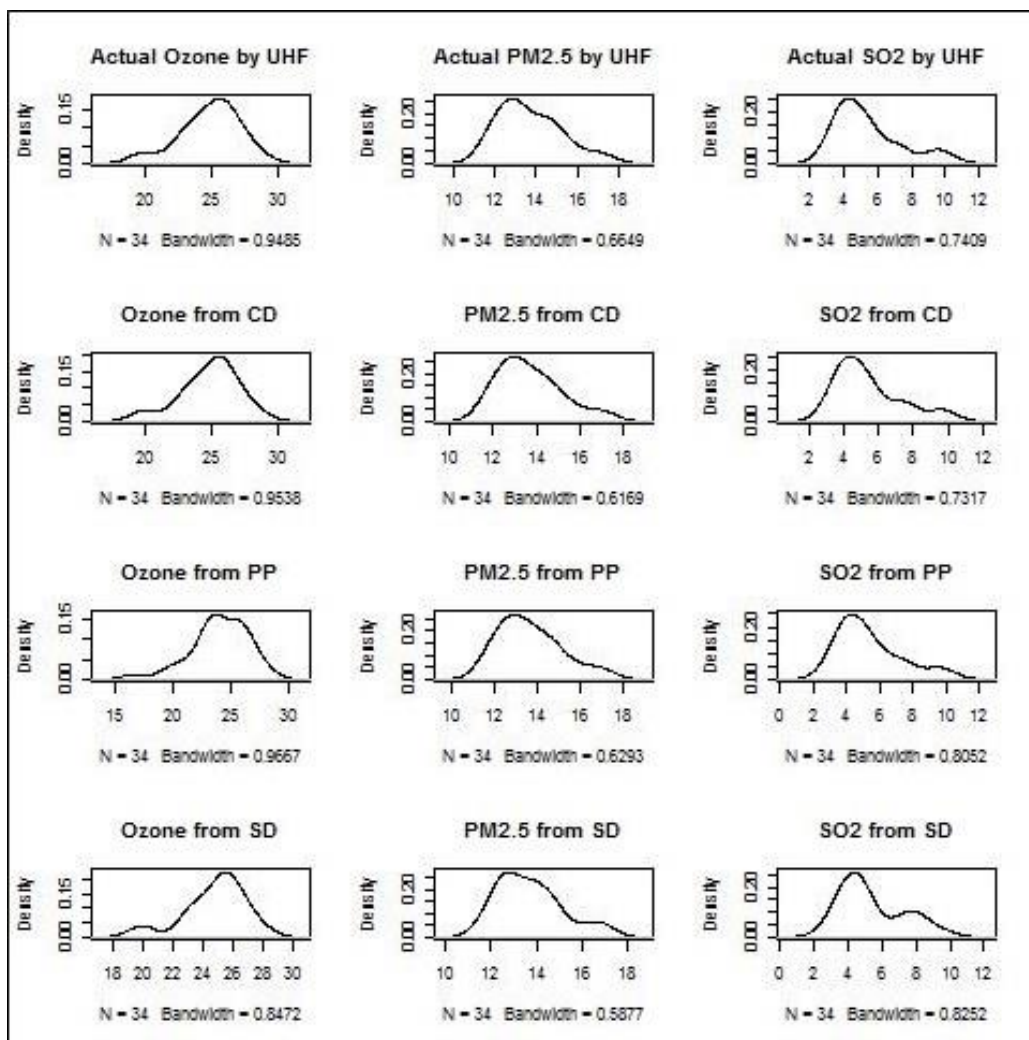 Actual Ozone by UHF
Density
0.00 0.15
20 25 30
N = 34 Bandwidth = 0.9485
Actual PM2.5 by UHF
Density
0.00 0.20
10 12 14 16 18
N = 34 Bandwidth = 0.6649
Actual SO2 by UHF
Density
0.00 0.20
2 4 6 8 10 12
N = 34 Bandwidth = 0.7409
Ozone from CD
Density
0.00 0.15
20 25 30
N = 34 Bandwidth = 0.9538
PM2.5 from CD
Density
0.00 0.20
10 12 14 16 18
N = 34 Bandwidth = 0.6169
SO2 from CD
Density
0.00 0.20
2 4 6 8 10 12
N = 34 Bandwidth = 0.7317
Ozone from PP
Density
0.00 0.15
15 20 25 30
N = 34 Bandwidth = 0.9667
PM2.5 from PP
Density
0.00 0.20
10 12 14 16 18
N = 34 Bandwidth = 0.6293
SO2 from PP
Density
0.00 0.20
0 2 4 6 8 10 12
N = 34 Bandwidth = 0.8052
Ozone from SD
Density
0.00 0.15
18 20 22 24 26 28 30
N = 34 Bandwidth = 0.8472
PM2.5 from SD
Density
0.00 0.20
10 12 14 16 18
N = 34 Bandwidth = 0.5877
SO2 from SD
Density
0.00 0.20
0 2 4 6 8 10 12
N = 34 Bandwidth = 0.8252